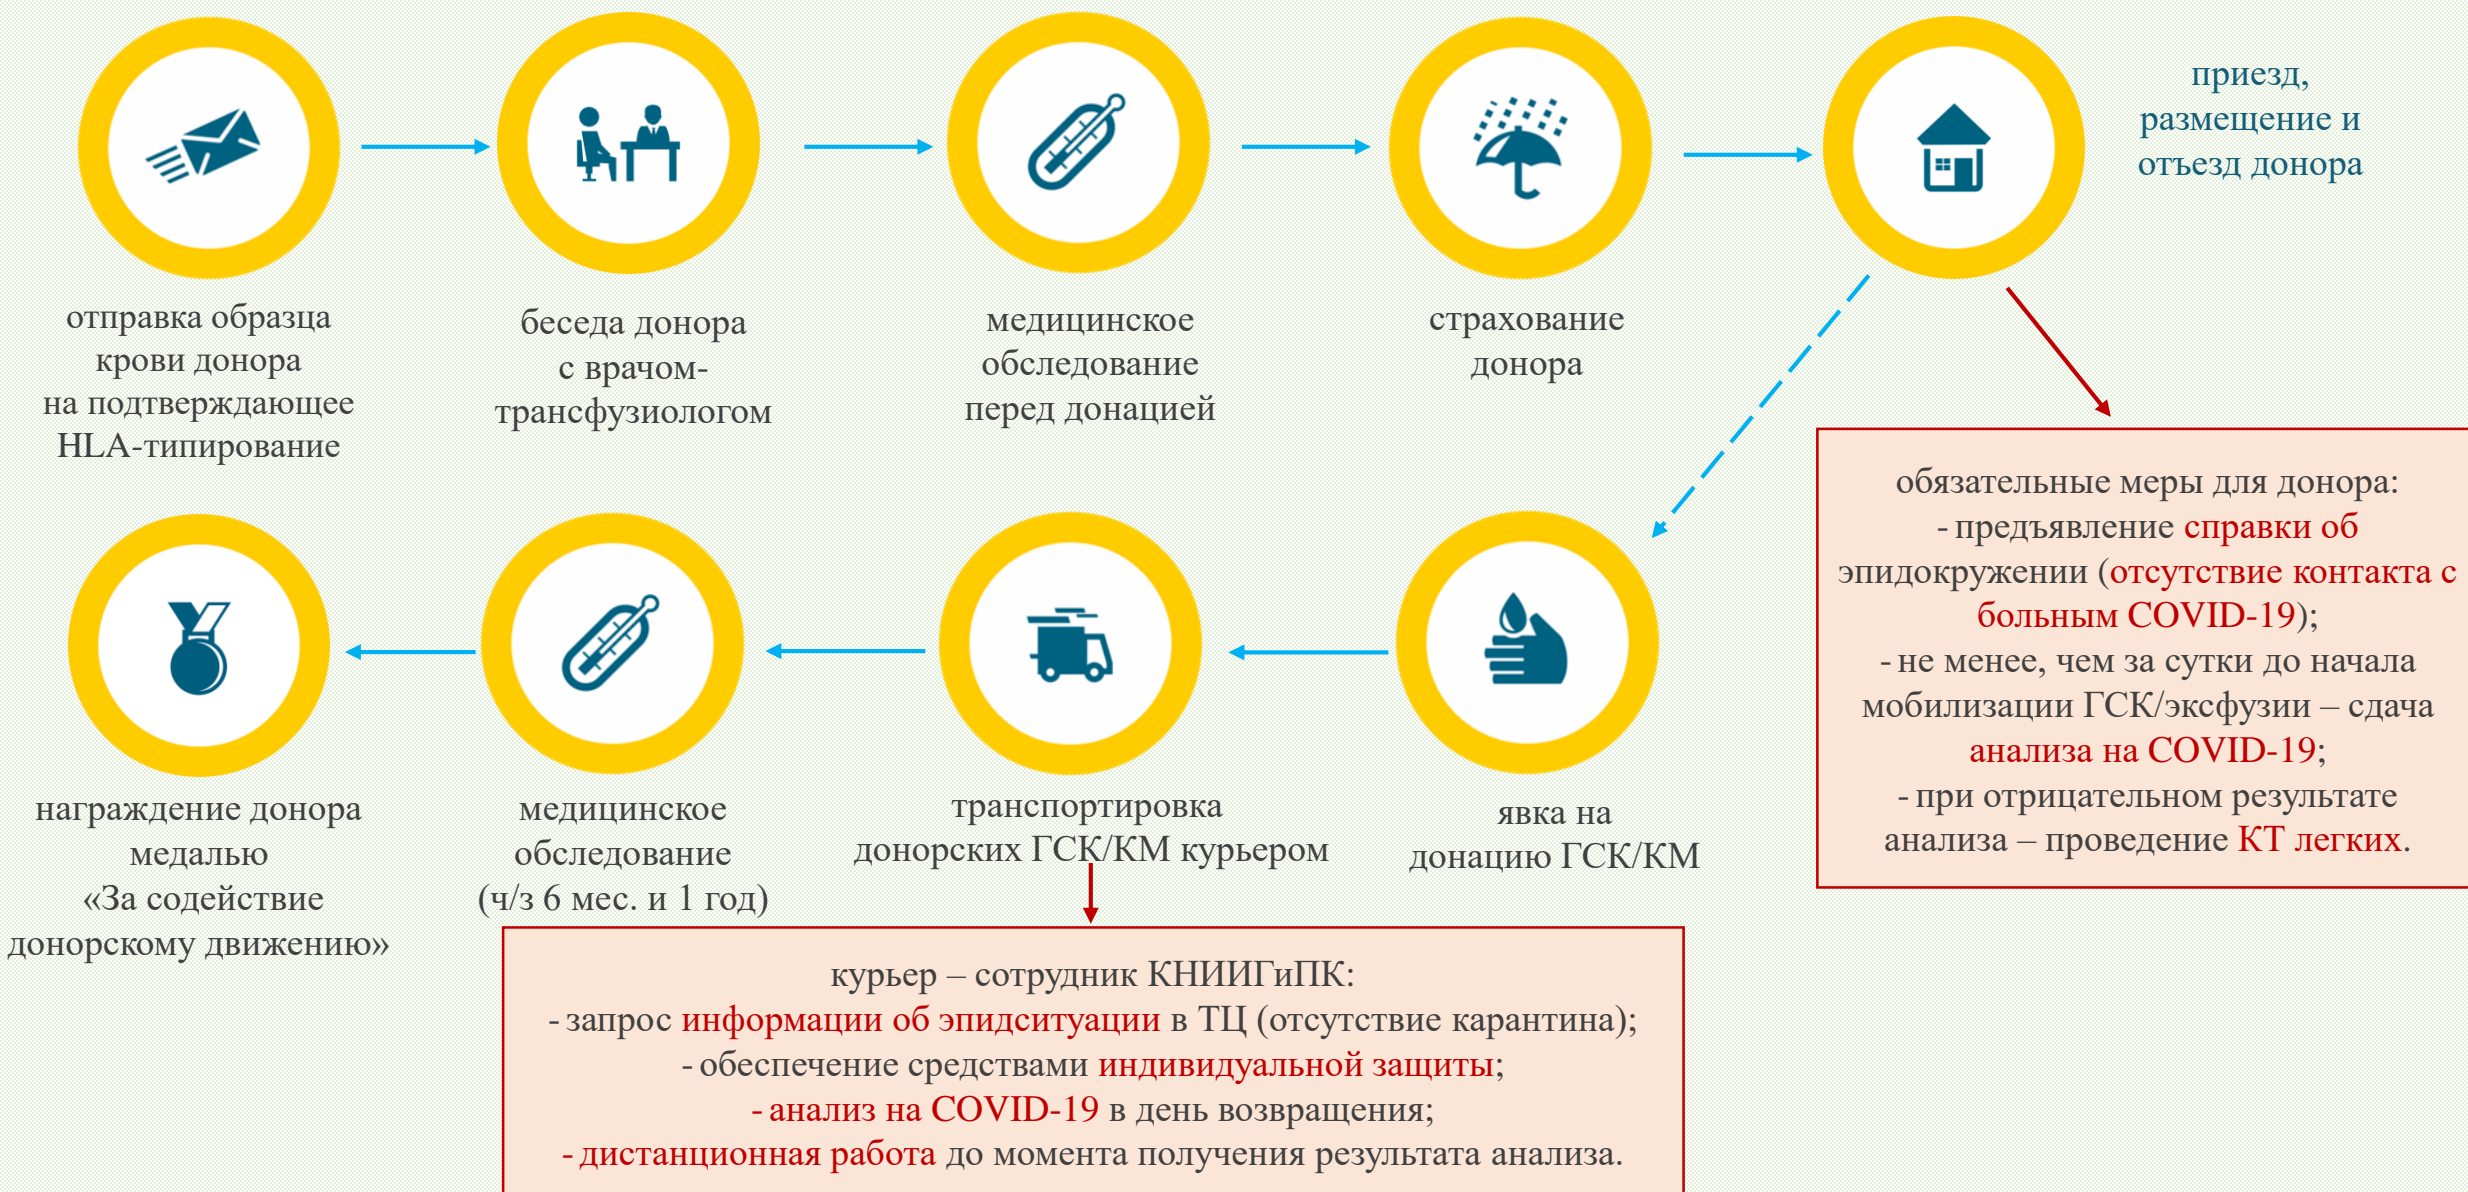 отправка образца
крови донора
на подтверждающее
HLA-типирование
беседа донора
с врачом-
трансфузиологом
медицинское
обследование
перед донацией
страхование
донора
приезд,
размещение и
отъезд донора
обязательные меры для донора:
- предъявление справки об
эпидокружении (отсутствие контакта с
больным COVID-19);
- не менее, чем за сутки до начала
мобилизации ГСК/эксфузии – сдача
анализа на COVID-19;
- при отрицательном результате
анализа – проведение КТ легких.
явка на
донацию ГСК/КМ
транспортировка
донорских ГСК/КМ курьером
курьер – сотрудник КНИИГиПК:
- запрос информации об эпидситуации в ТЦ (отсутствие карантина);
- обеспечение средствами индивидуальной защиты;
- анализ на COVID-19 в день возвращения;
- дистанционная работа до момента получения результата анализа.
медицинское
обследование
(ч/з 6 мес. и 1 год)
награждение донора
медалью
«За содействие
донорскому движению»